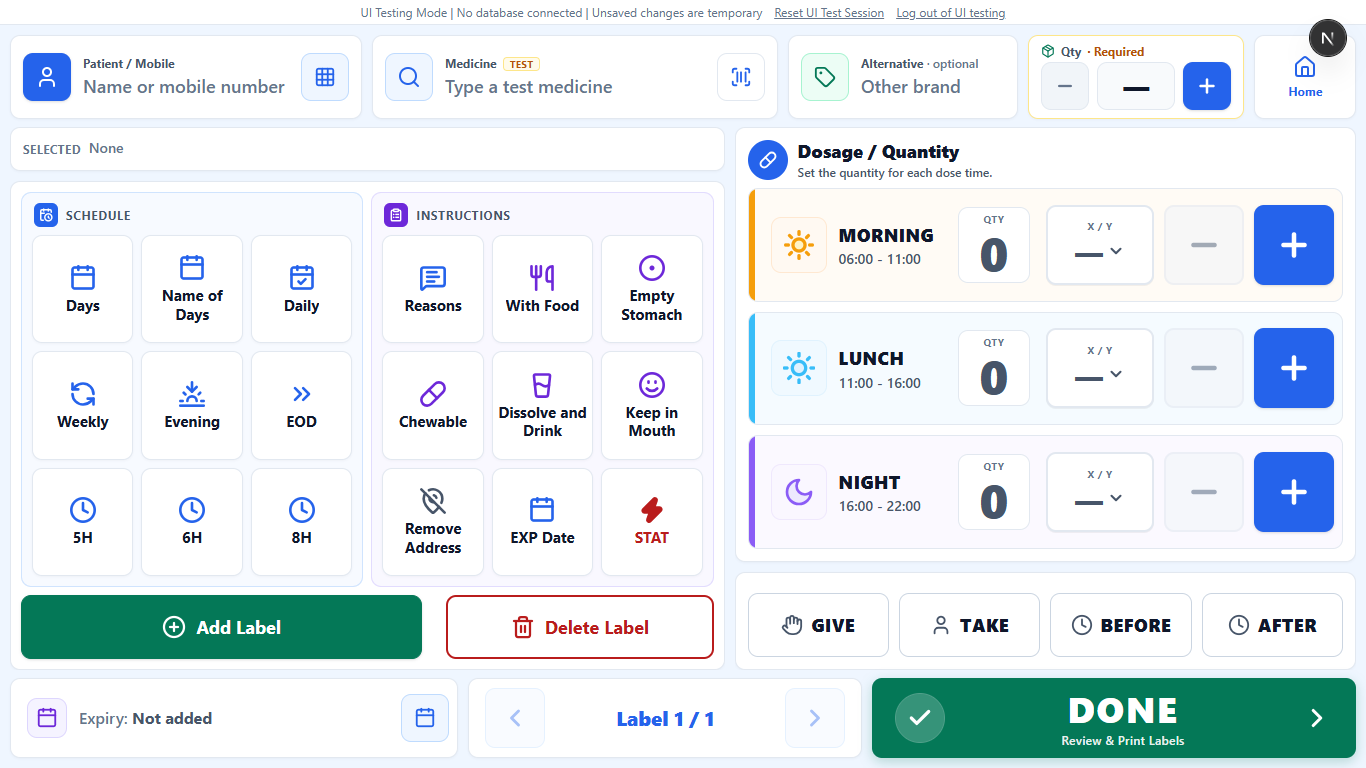 UI Testing Mode | No database connected | Unsaved changes are temporary Reset UI Test Session Log out of UI testing
Patient / Mobile
Name or mobile number
Medicine TEST
Type a test medicine
Alternative · optional
Other brand
Qty · Required
—
N
Home
SELECTED None
SCHEDULE
Days
Name of
Days
Daily
Weekly
Evening
EOD
5H
6H
8H
INSTRUCTIONS
Reasons
With Food
Empty
Stomach
Chewable
Dissolve and
Drink
Keep in
Mouth
Remove
Address
EXP Date
STAT
Add Label
Delete Label
Dosage / Quantity
Set the quantity for each dose time.
MORNING
06:00 - 11:00
QTY
0
X / Y
—
LUNCH
11:00 - 16:00
QTY
0
X / Y
—
NIGHT
16:00 - 22:00
QTY
0
X / Y
—
GIVE
TAKE
BEFORE
AFTER
Expiry: Not added
Label 1 / 1
DONE
Review & Print Labels